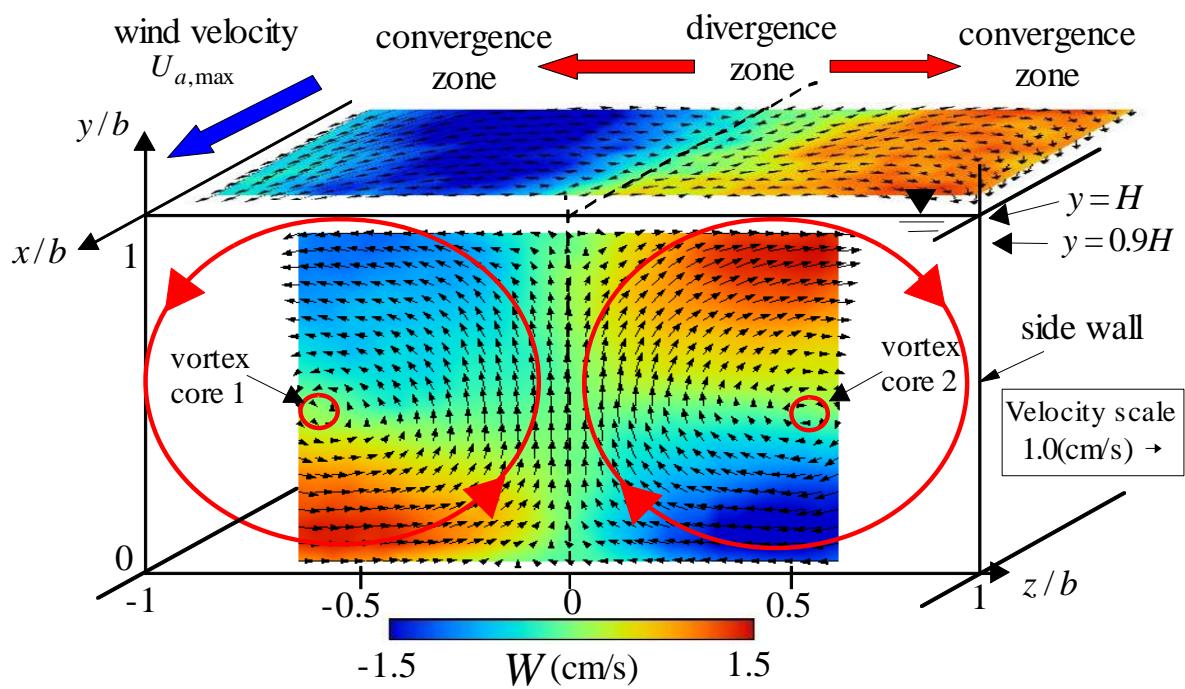 wind velocity
U a,max
convergence
zone
divergence
zone
convergence
zone
y/b
x/b
1
y = H
y = 0.9H
side wall
vortex
core 1
vortex
core 2
Velocity scale
1.0(cm/s)
0
-1
-0.5
0
0.5
1
z/b
-1.5
W (cm/s)
1.5